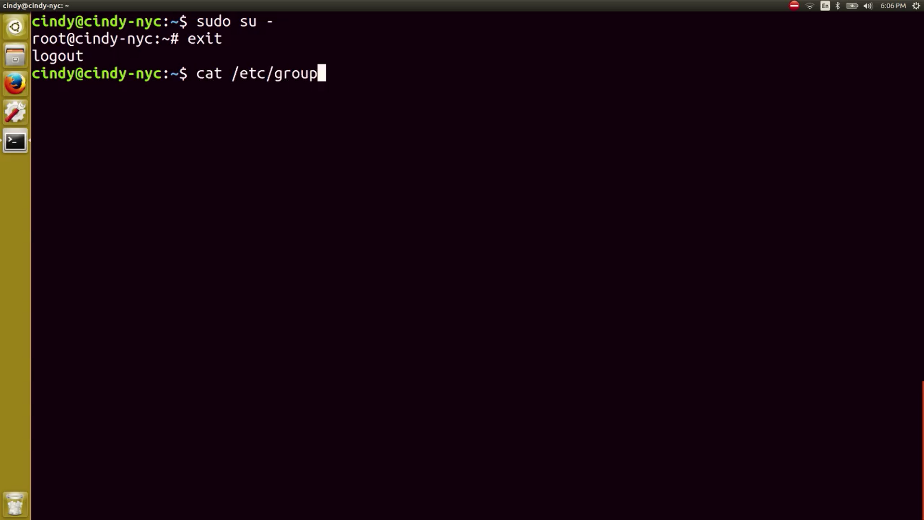 cindy@cindy-nyc: ~
En
6:06 PM
cindy@cindy-nyc:~$ sudo su -
root@cindy-nyc:~# exit
logout
cindy@cindy-nyc:~$ cat /etc/group